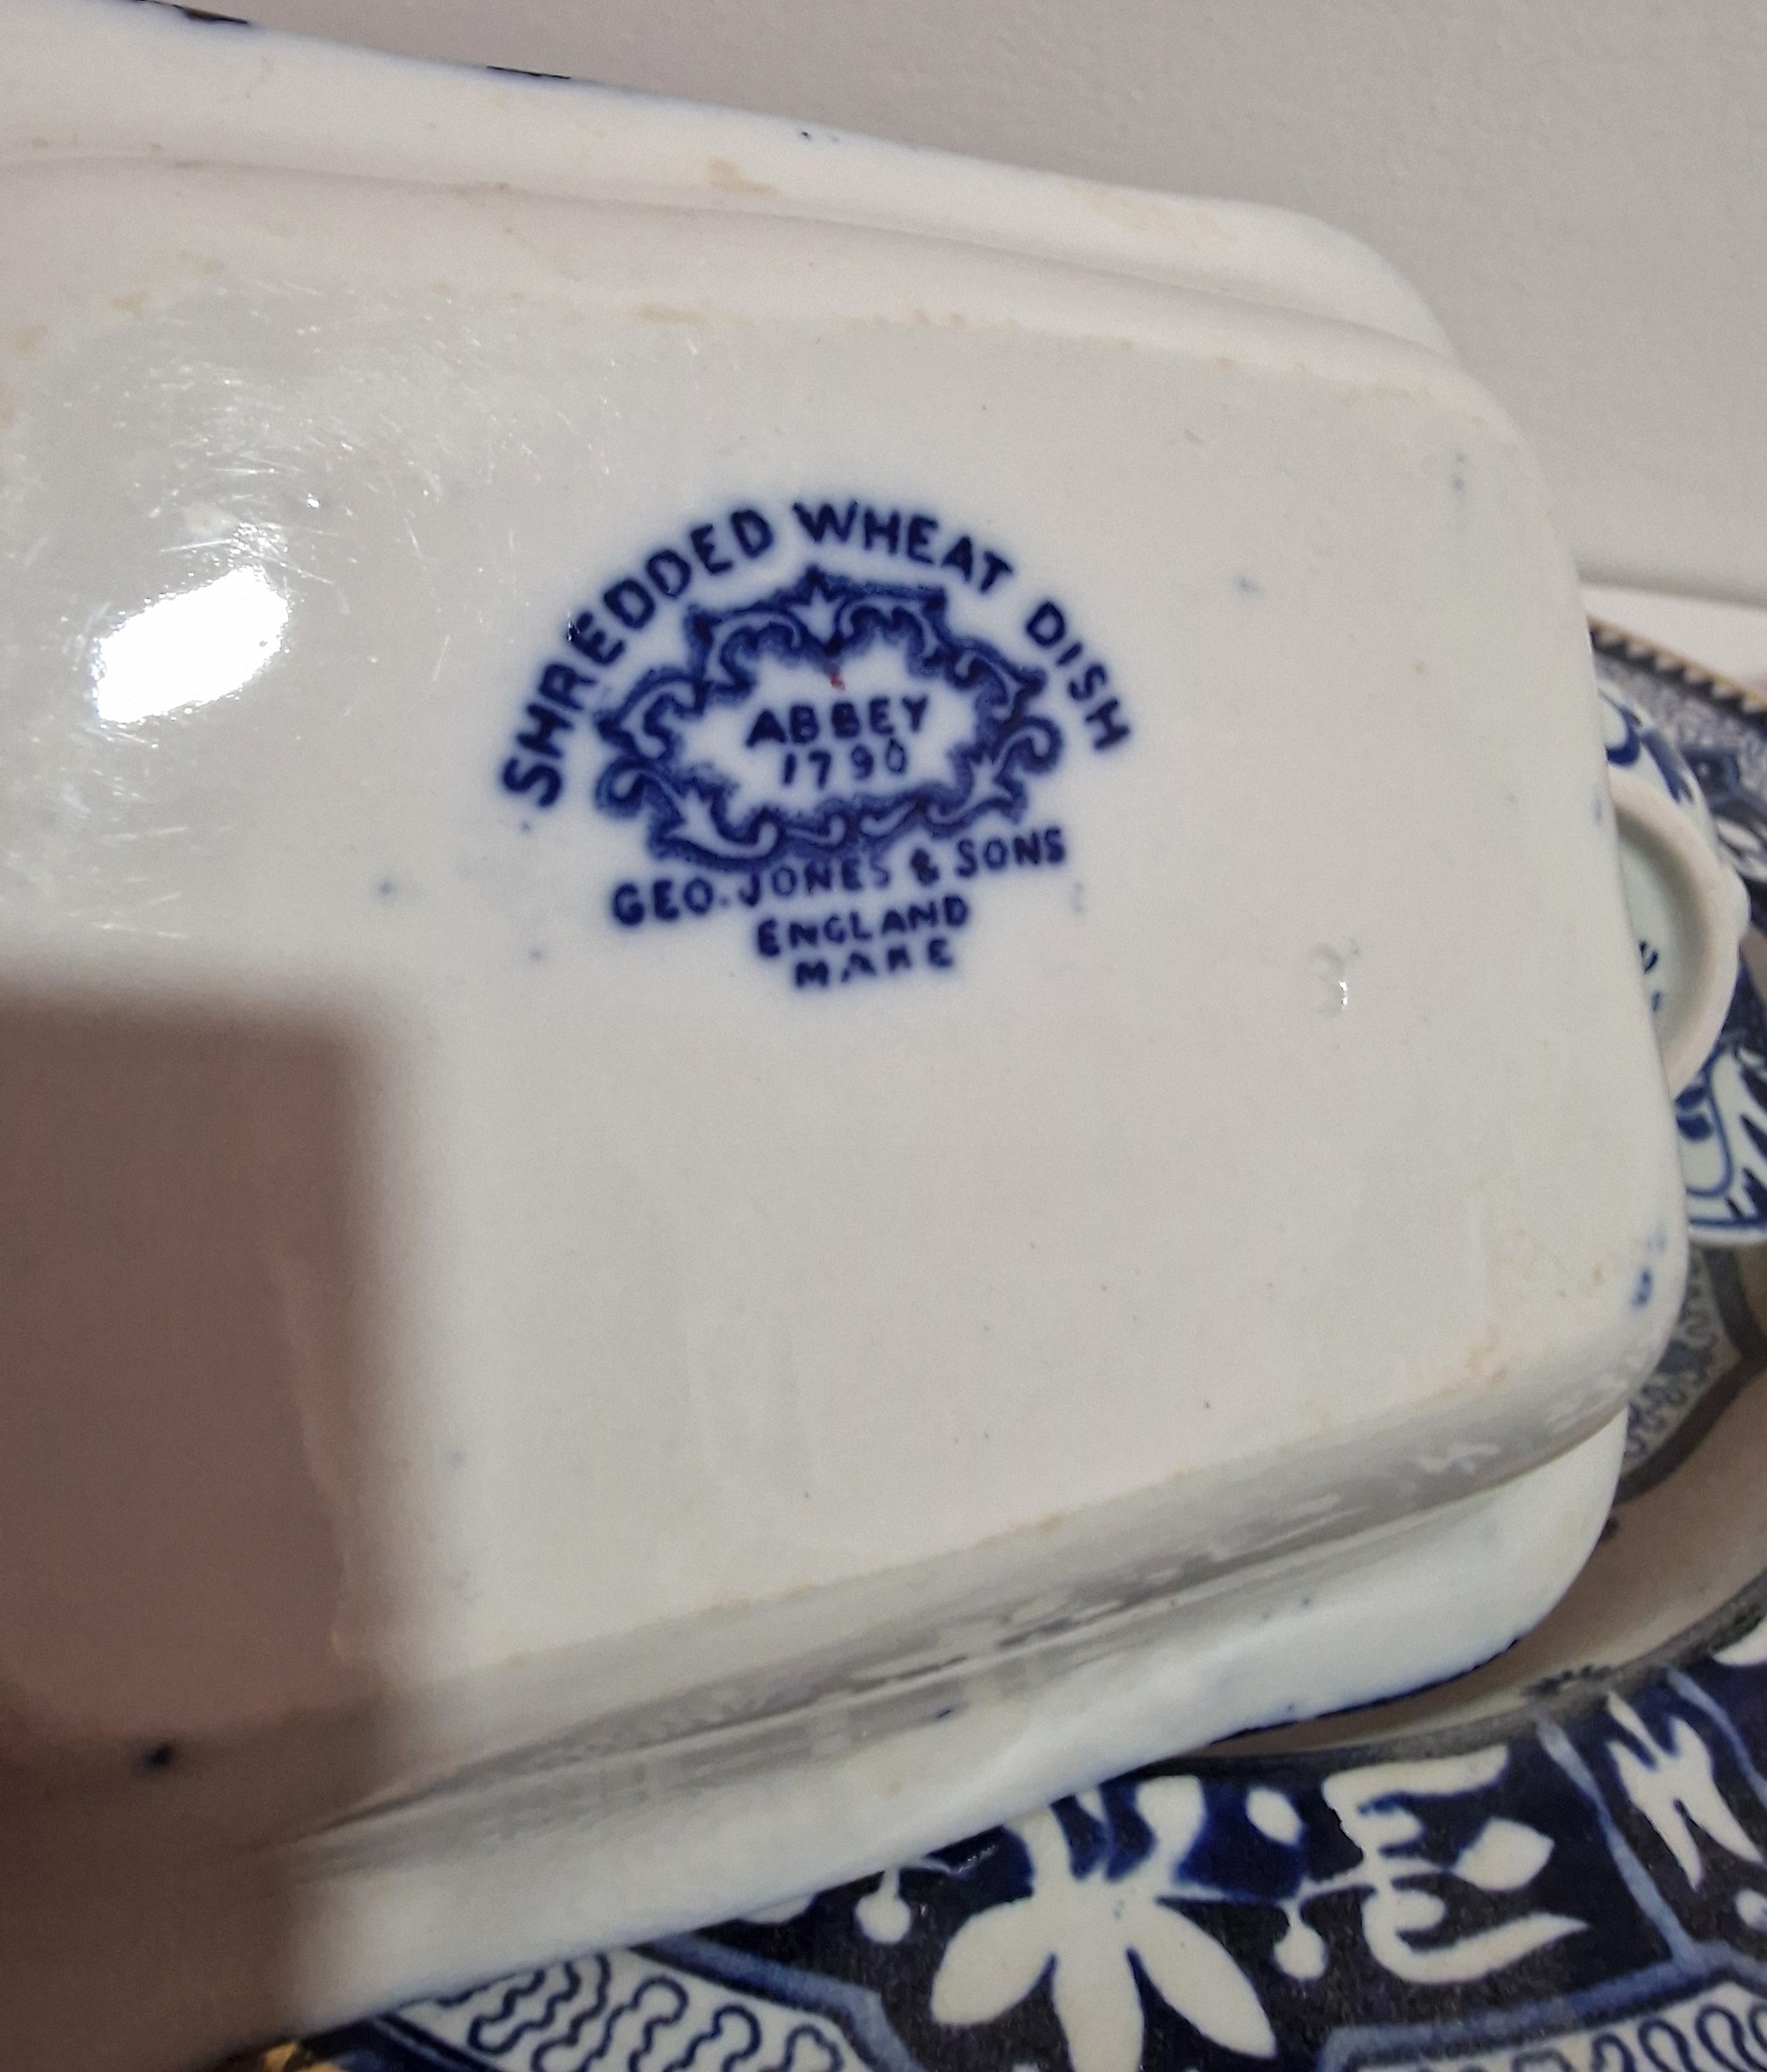 SHREDDED WHEAT DISH
ABBEY
1790
GEO. JONES & SONS
ENGLAND
MAKE